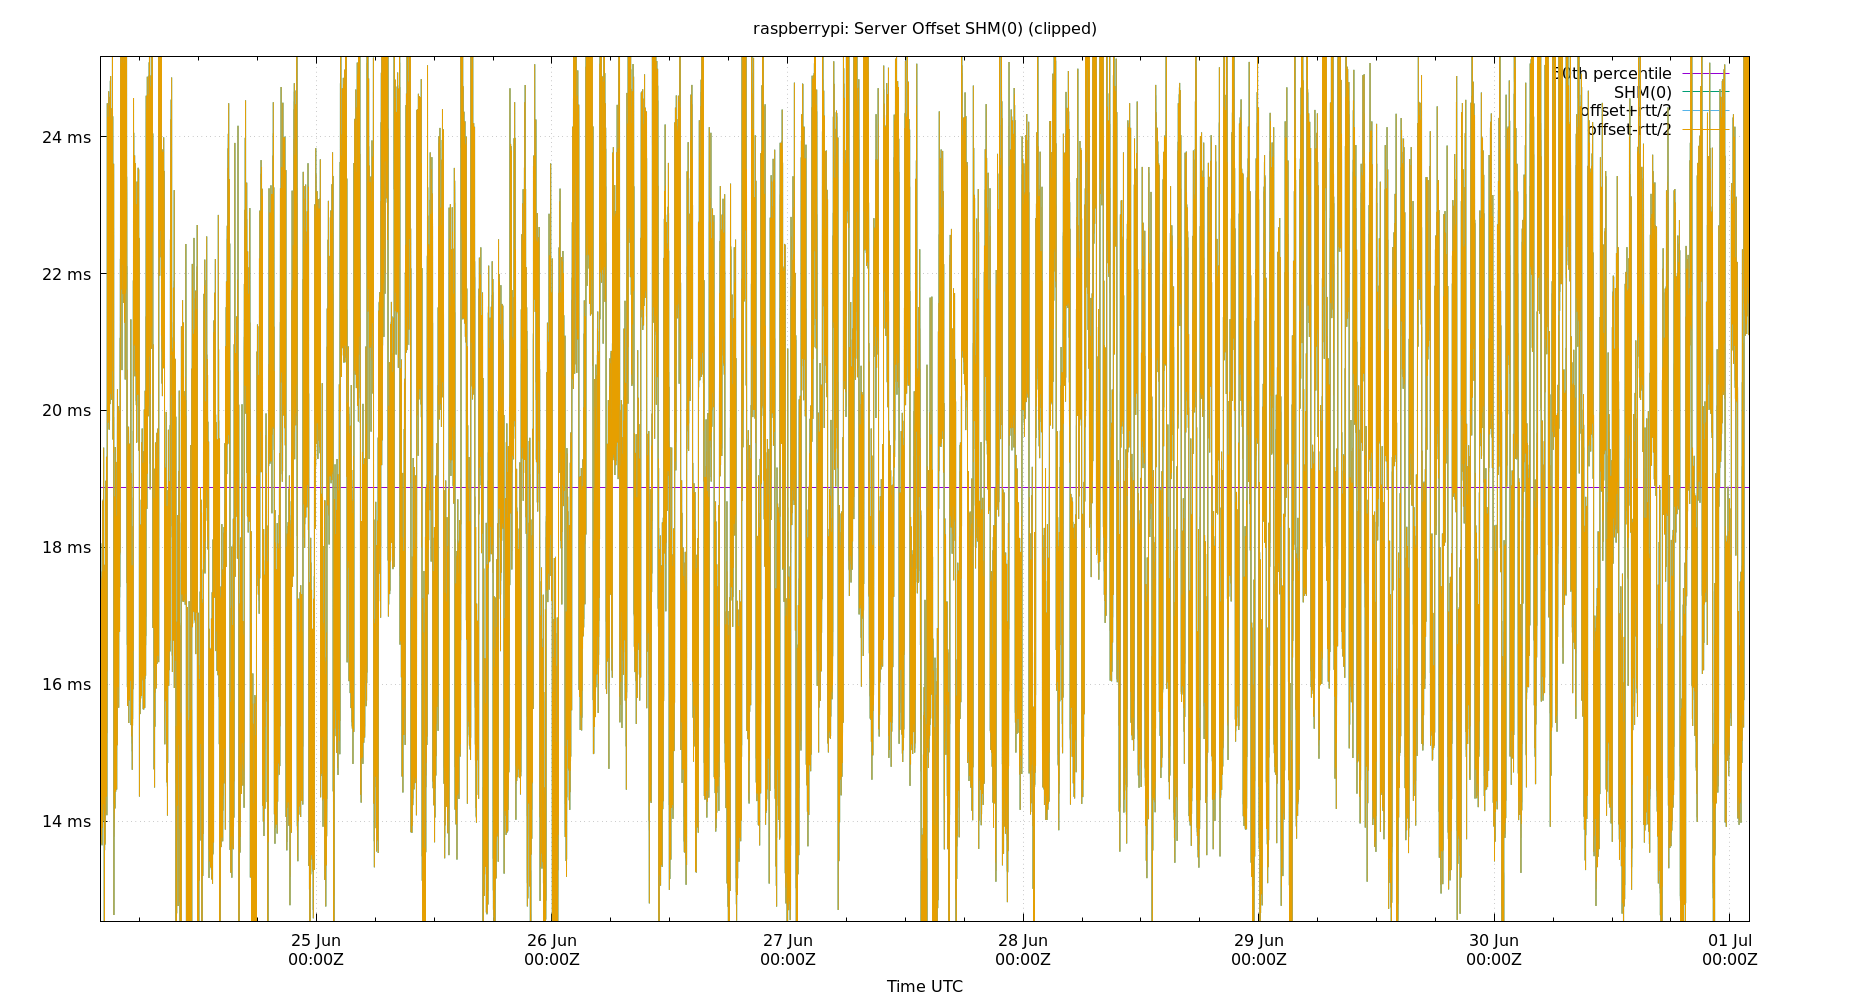 raspberrypi: Server Offset SHM(0) (clipped)
0th percentile
SHM(0)
offset+rtt/2
offset-rtt/2
24 ms
22 ms
20 ms
18 ms
16 ms
14 ms
25 Jun 26 Jun 27 Jun 28 Jun 29 Jun 30 Jun 01 Jul
00:00Z 00:00Z 00:00Z 00:00Z 00:00Z 00:00Z 00:00Z
Time UTC